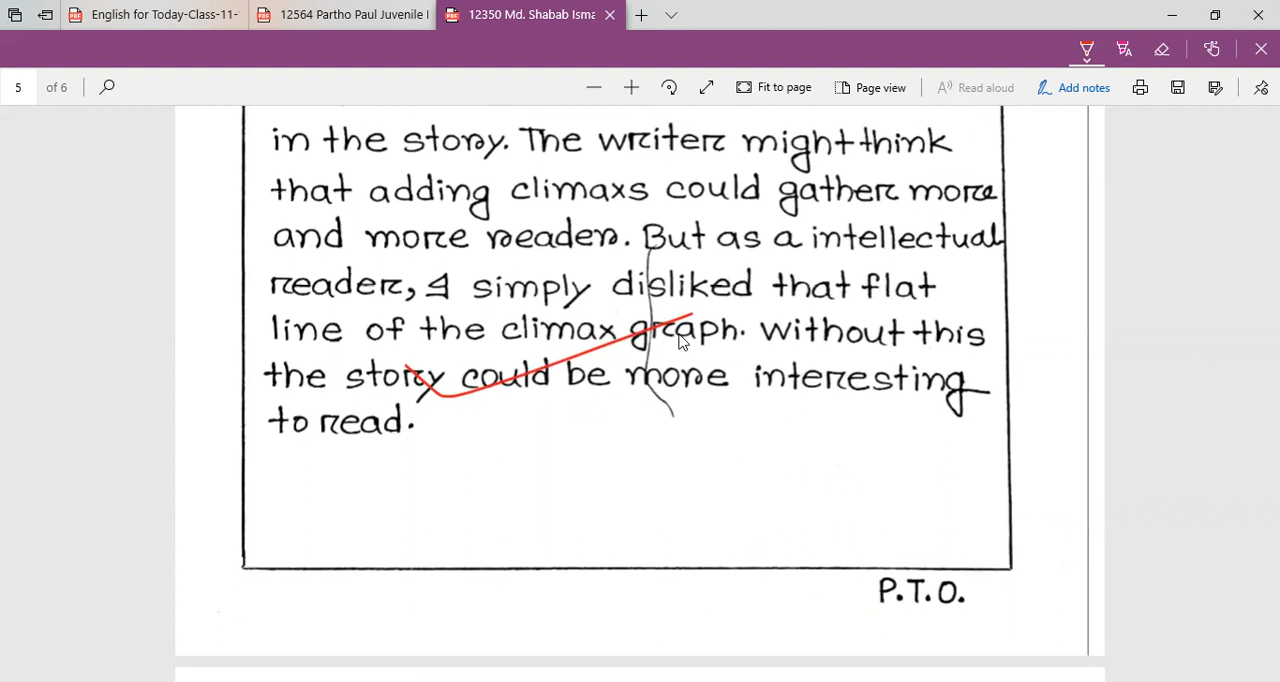 English for Today-Class-11-
12564 Partho Paul Juvenile I
12350 Md. Shabab Isma
5 of 6
Fit to page
Page view
Read aloud
Add notes
in the story. The writer might think
that adding climaxs could gather more
and more reader. But as a intellectual
reader, I simply disliked that flat
line of the climax graph. Without this
the story could be more interesting
to read.
P.T.O.